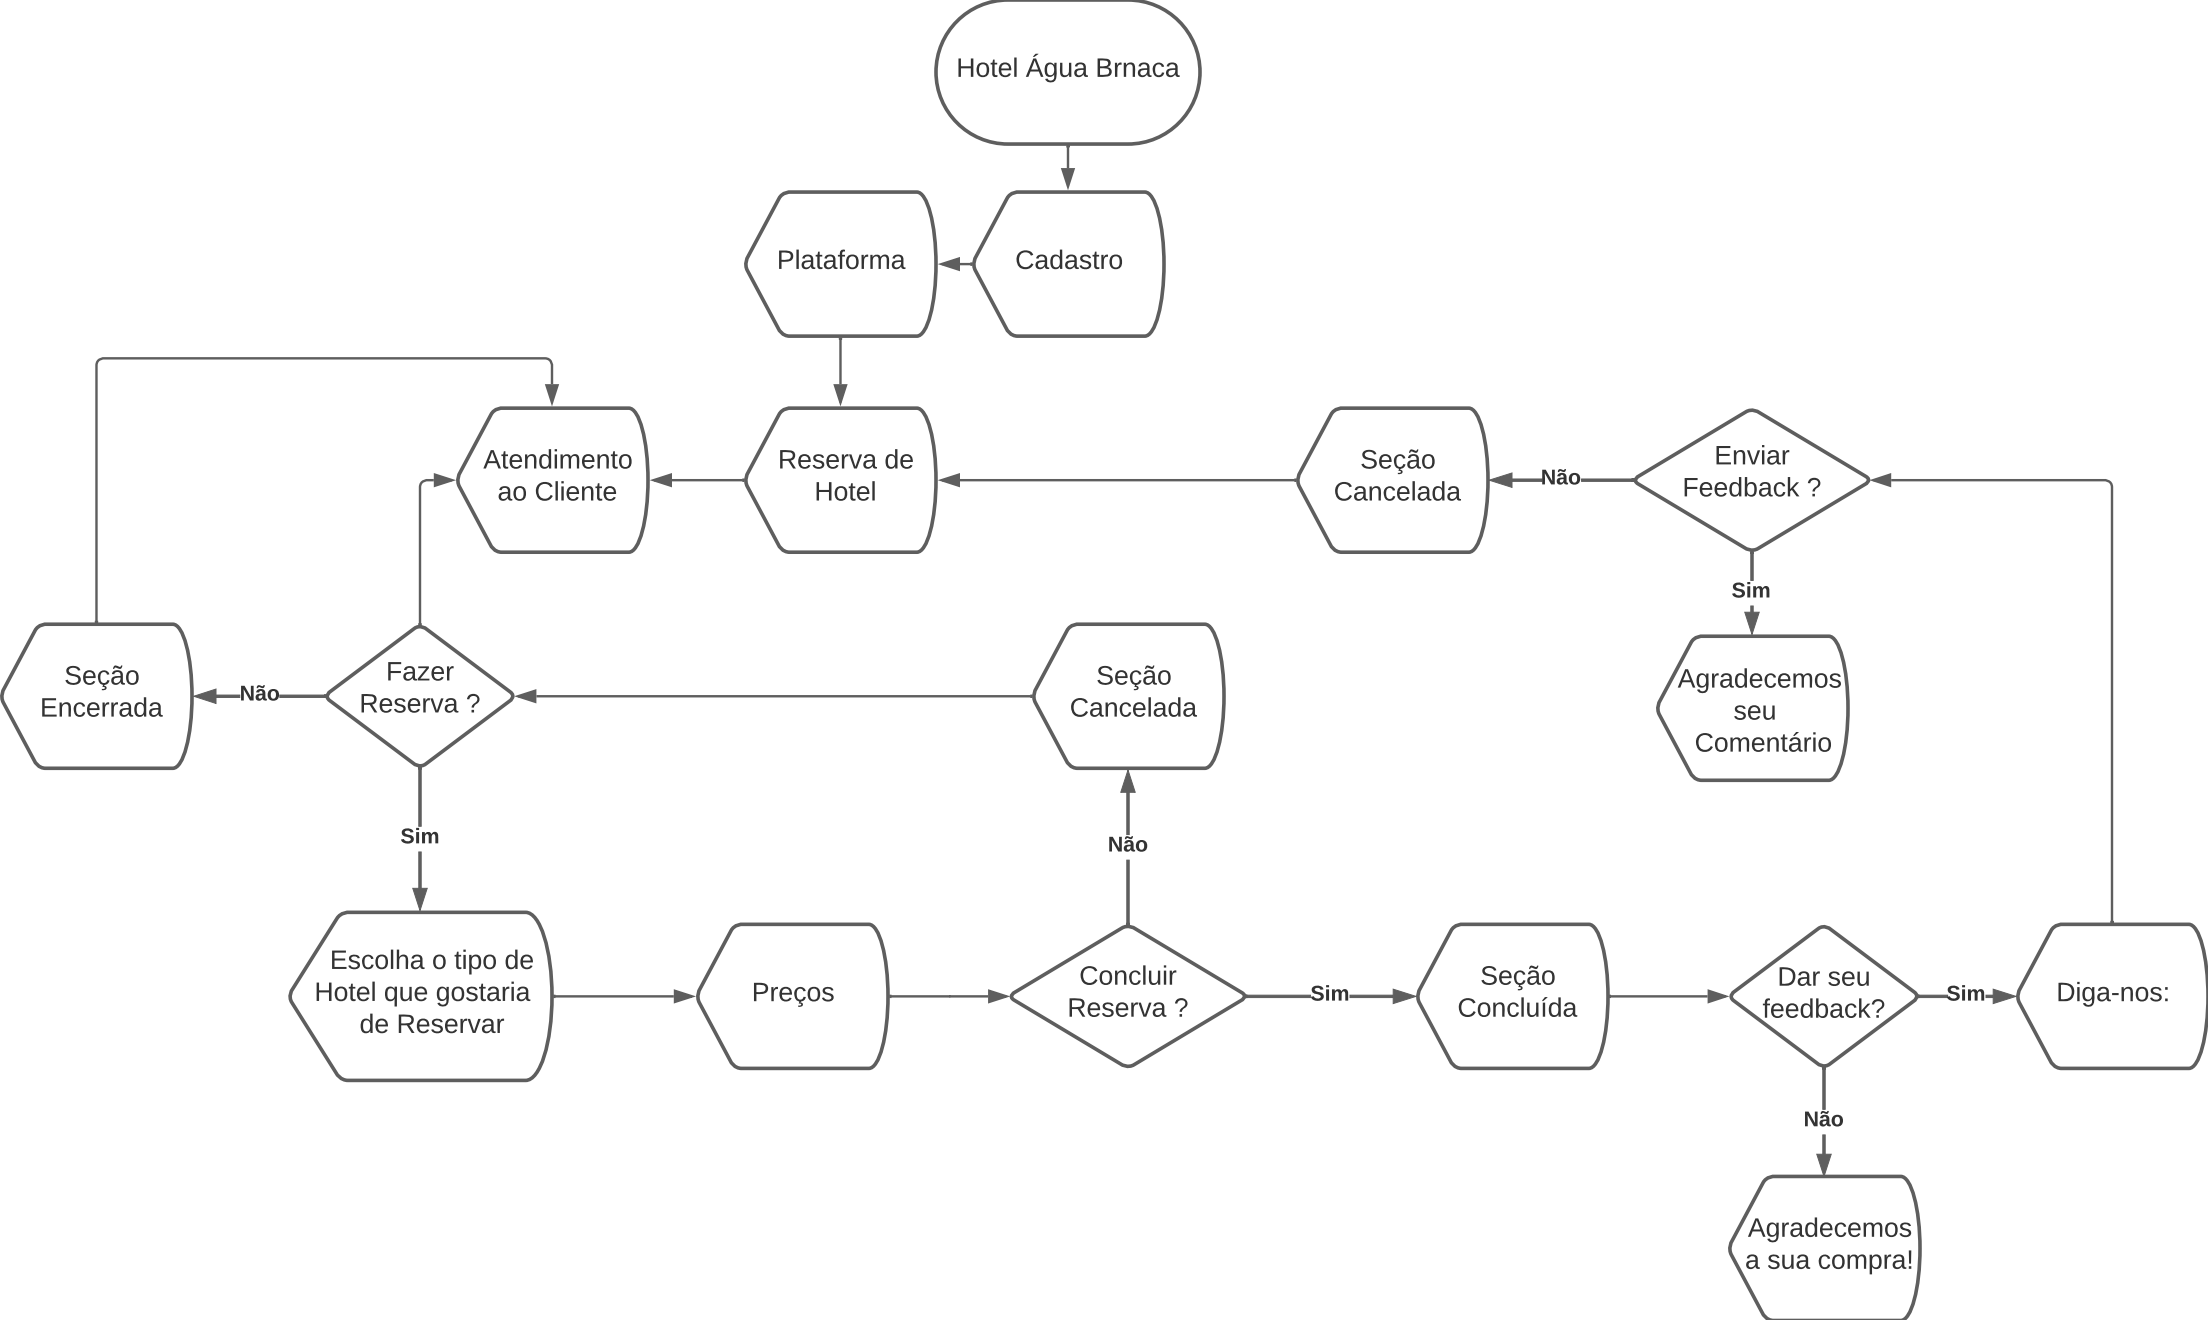 Hotel Água Brnaca
Plataforma
Cadastro
Atendimento
ao Cliente
Reserva de
Hotel
Seção
Cancelada
Não
Enviar
Feedback ?
Sim
Seção
Encerrada
Não
Fazer
Reserva ?
Seção
Cancelada
Agradecemos
seu
Comentário
Sim
Não
Escolha o tipo de
Hotel que gostaria
de Reservar
Preços
Concluir
Reserva ?
Sim
Seção
Concluída
Dar seu
feedback?
Sim
Diga-nos:
Não
Agradecemos
a sua compra!